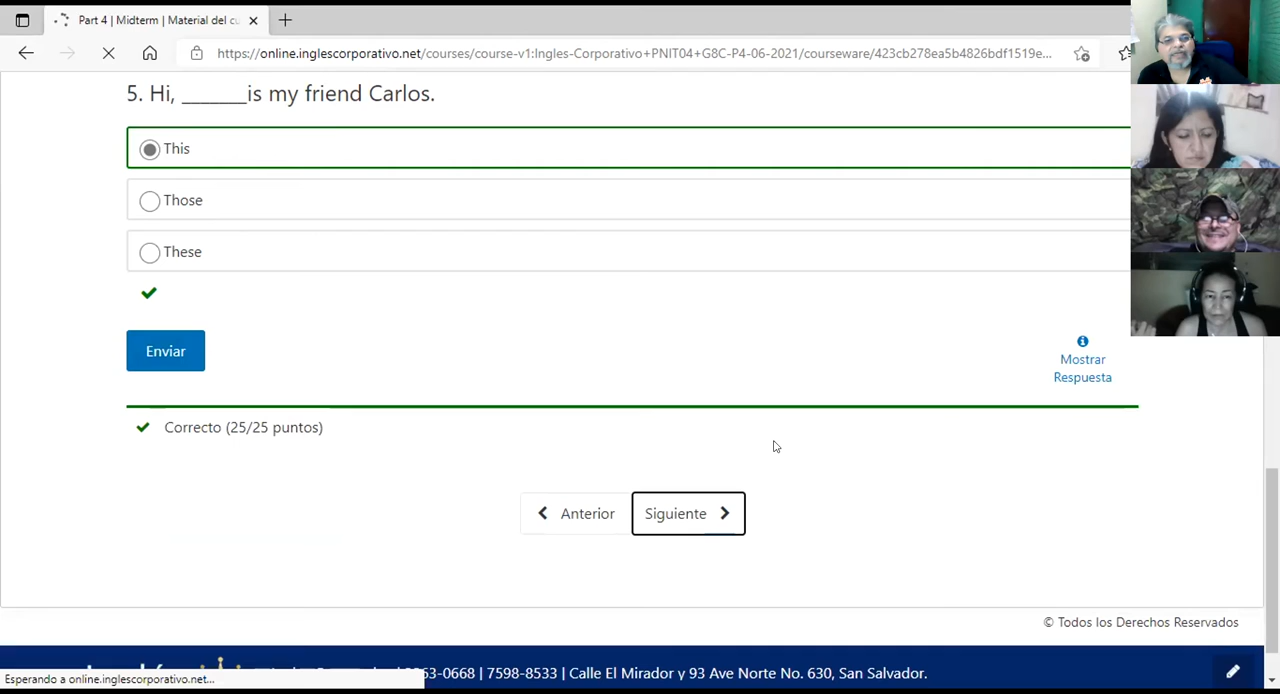 Part 4 | Midterm | Material del cu
https://online.inglescorporativo.net/courses/course-v1:Ingles-Corporativo+PNIT04+G8C-P4-06-2021/courseware/423cb278ea5b4826bdf1519e...
5. Hi, _______is my friend Carlos.
This
Those
These
Enviar
Mostrar
Respuesta
Correcto (25/25 puntos)
Anterior
Siguiente
© Todos los Derechos Reservados
63-0668 | 7598-8533 | Calle El Mirador y 93 Ave Norte No. 630, San Salvador.
Esperando a online.inglescorporativo.net...